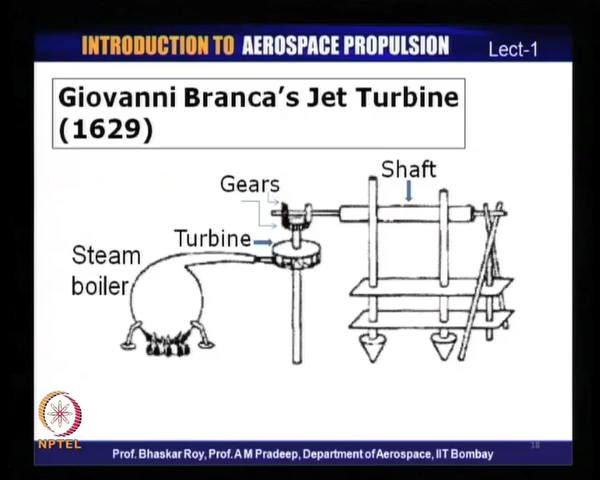 INTRODUCTION TO AEROSPACE PROPULSION
Lect-1
Giovanni Branca's Jet Turbine
(1629)
Shaft
Gears
Turbine
Steam
boiler
NPTEL
18
Prof. Bhaskar Roy, Prof. A M Pradeep, Department of Aerospace, IIT Bombay